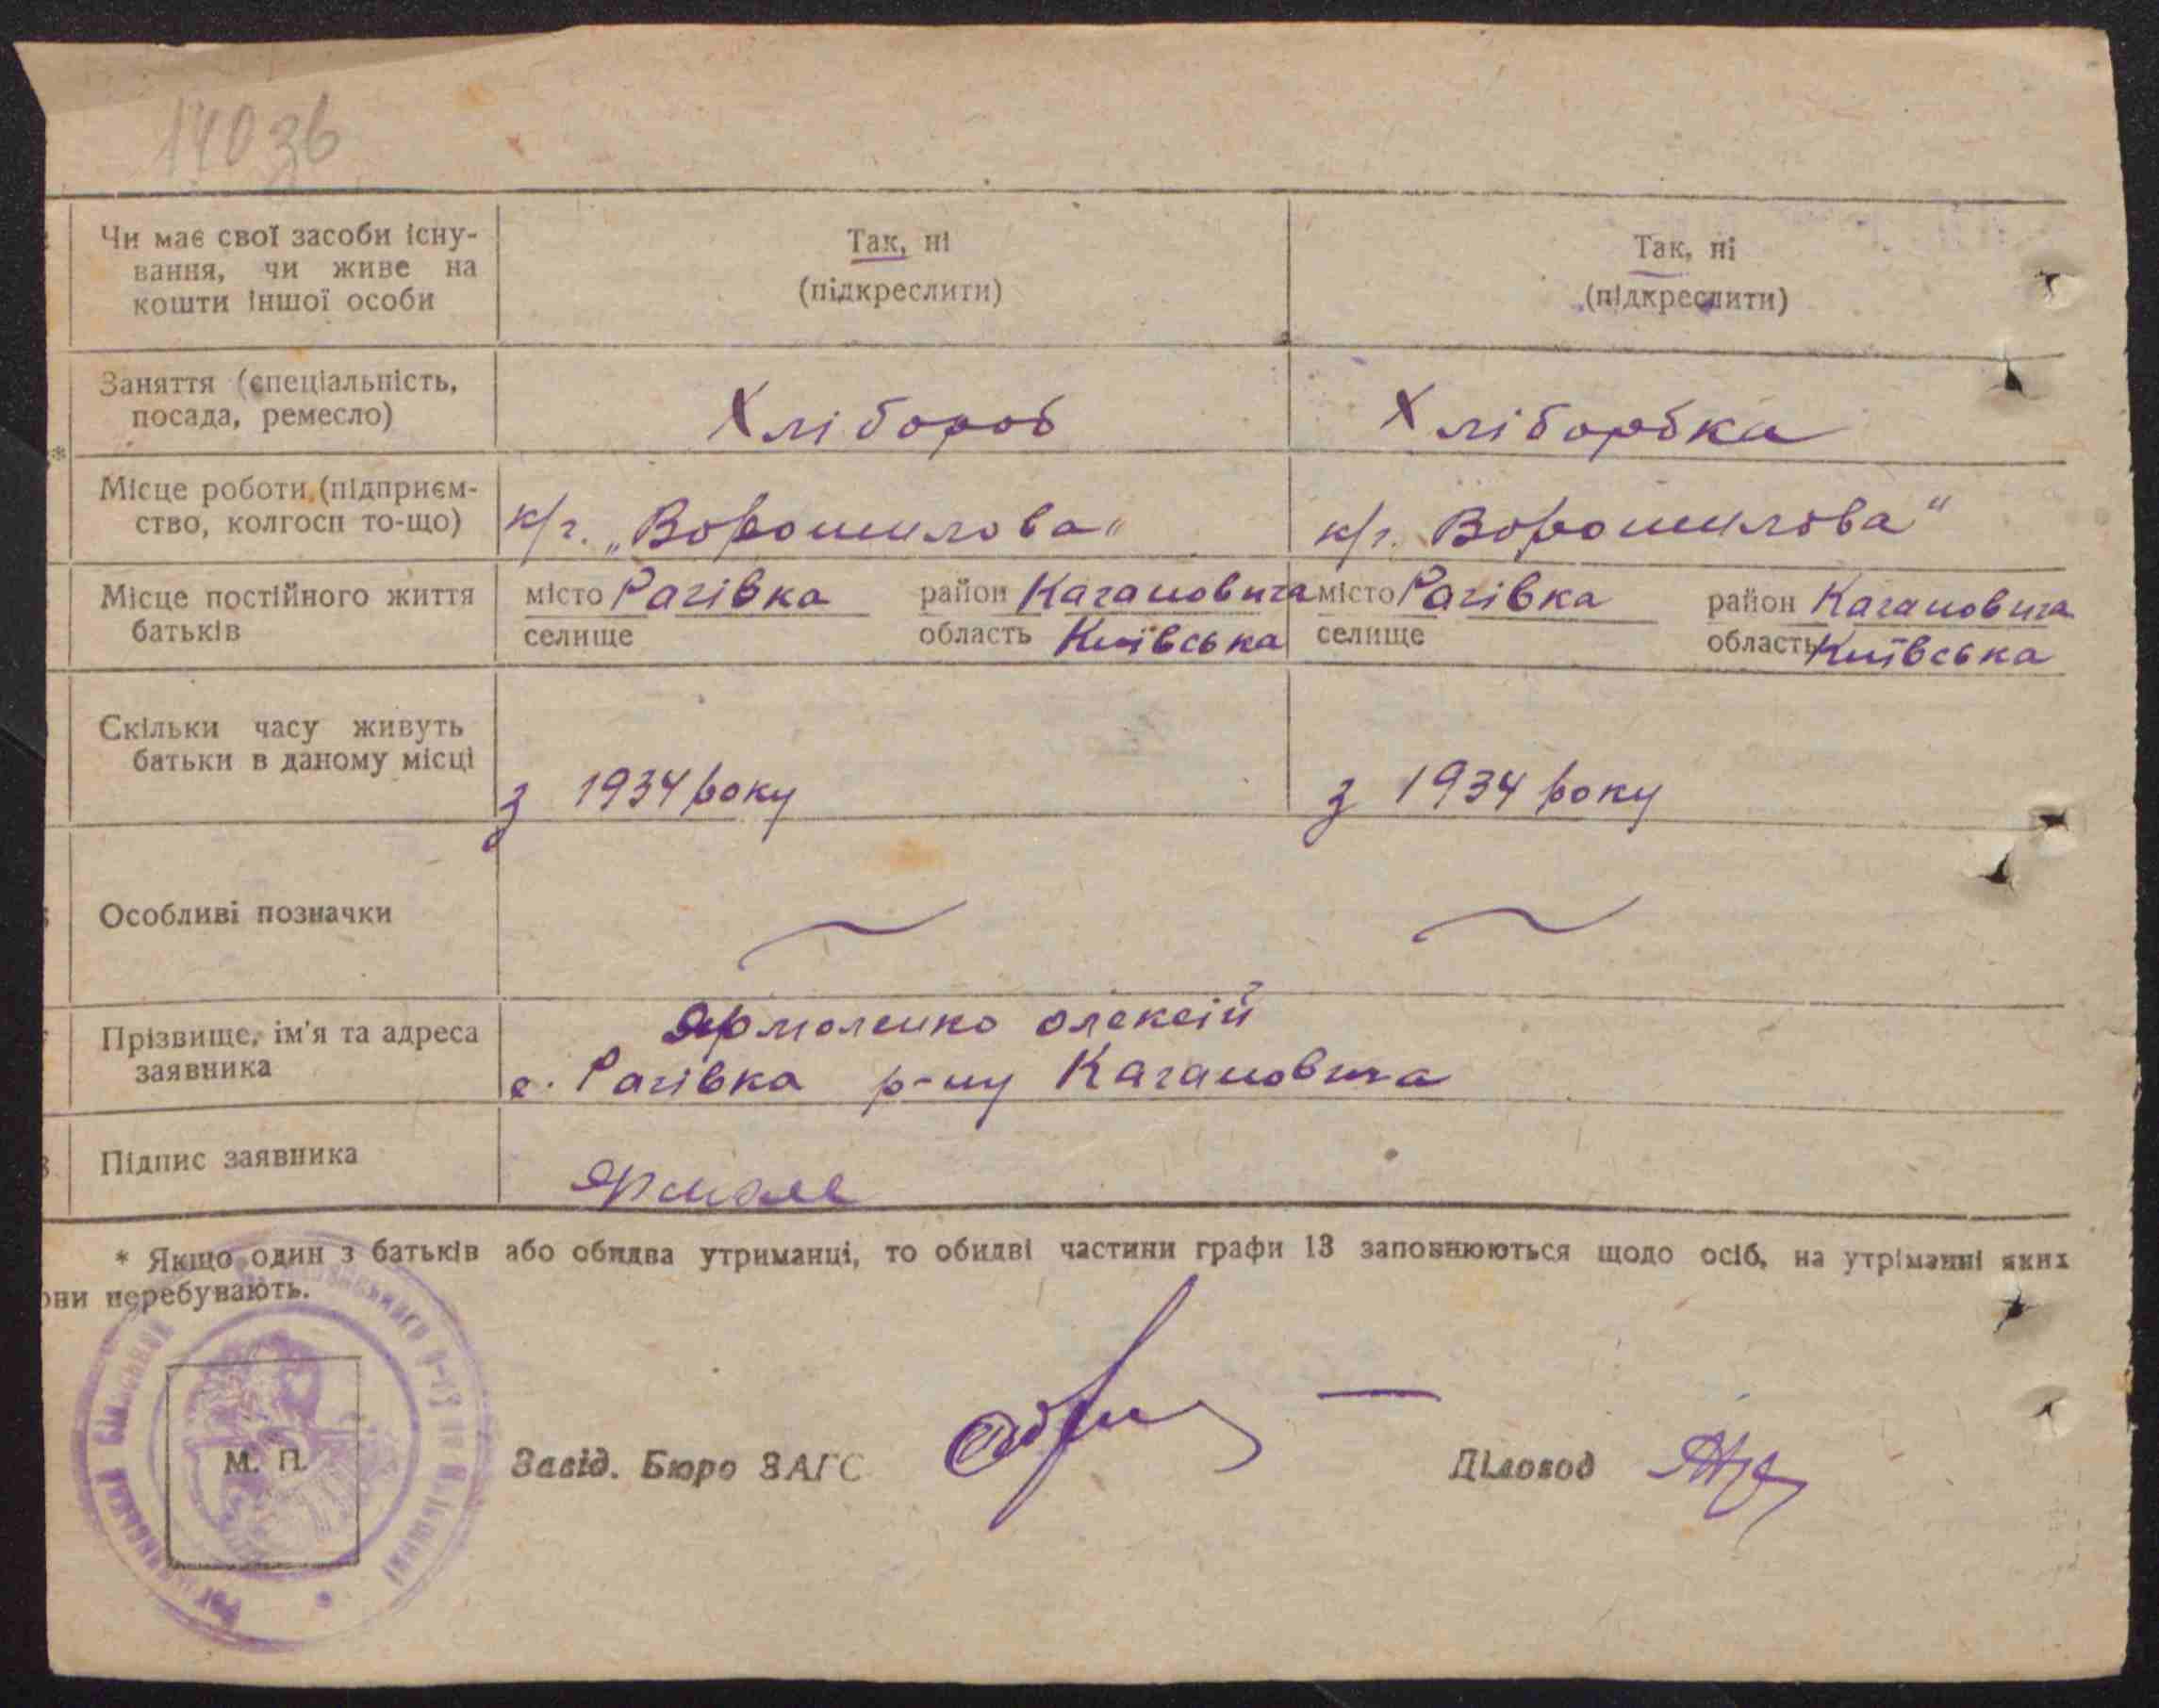 14036
Чи має свої засоби існу- Так, ні Так, ні
вання, чи живе на (підкреслити) (підкреслити)
кошти іншої особи
Заняття (спеціальність,
посада, ремесло) Хлібороб Хліборобка
*
Місце роботи (підприєм-
ство, колгосп то-що) к/г. „Ворошилова" к/г. Ворошилова"
Місце постійного життя місто Рагівка район Кагановича місто Рагівка район Кагановича
батьків селище область Київська селище область Київська
Скільки часу живуть
батьки в даному місці
з 1934 року з 1934 року
Особливі позначки
Прізвище, ім'я та адреса Ярмоленко Олексій
заявника с. Рагівка р-ну Кагановича
Підпис заявника Ярмоле
* Якщо один з батьків або обидва утриманці, то обидві частини графи 13 заповнюються щодо осіб, на утріманні яких
они перебувають.
М. П.
Завід. Бюро ЗАГС Діловод